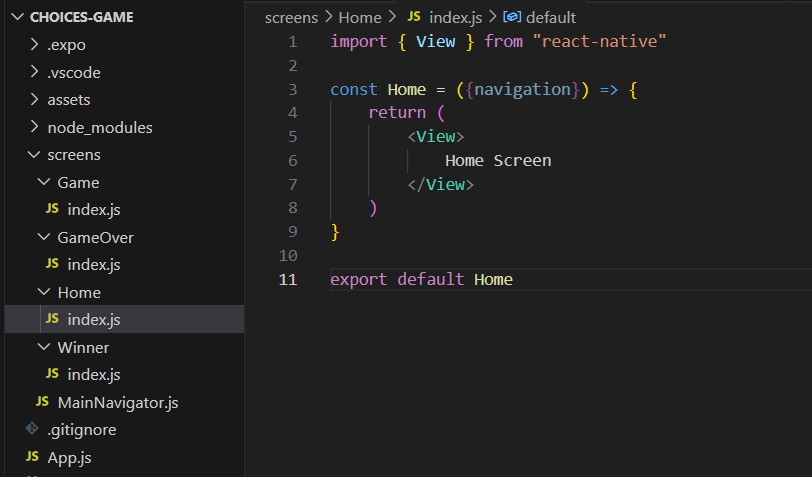 CHOICES-GAME
.expo
.vscode
assets
node_modules
screens
Game
JS index.js
GameOver
JS index.js
Home
JS index.js
Winner
JS index.js
JS MainNavigator.js
.gitignore
JS App.js
screens > Home > JS index.js > default
1 import { View } from "react-native"
2
3 const Home = ({navigation}) => {
4 return (
5 <View>
6 Home Screen
7 </View>
8 )
9 }
10
11 export default Home